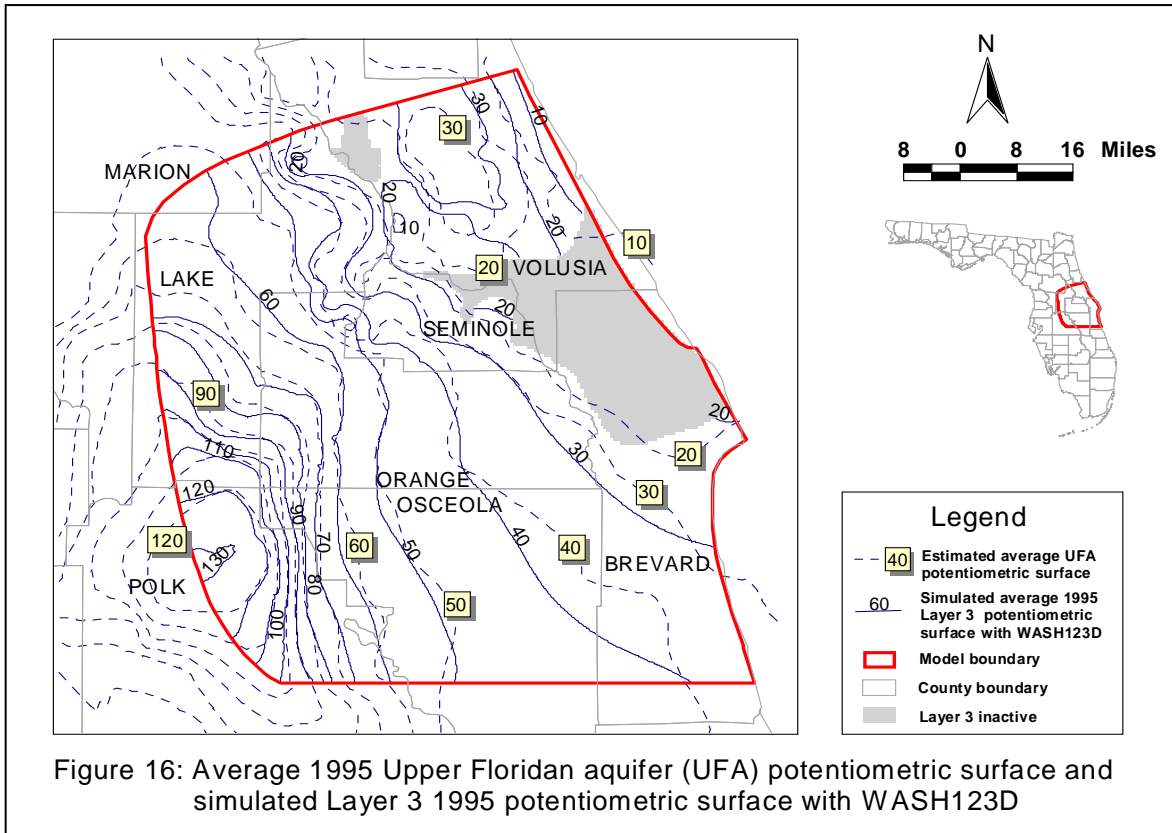 N
8 0 8 16 Miles
MARION
LAKE
VOLUSIA
SEMINOLE
ORANGE
OSCEOLA
BREVARD
POLK
30
10
30
20
20
10
20
10
20
20
60
90
110
120
120
130
100
90
70
80
60
50
50
40
40
30
30
20
20
Legend
40 Estimated average UFA
potentiometric surface
60 Simulated average 1995
Layer 3 potentiometric
surface with WASH123D
Model boundary
County boundary
Layer 3 inactive
Figure 16: Average 1995 Upper Floridan aquifer (UFA) potentiometric surface and
simulated Layer 3 1995 potentiometric surface with WASH123D